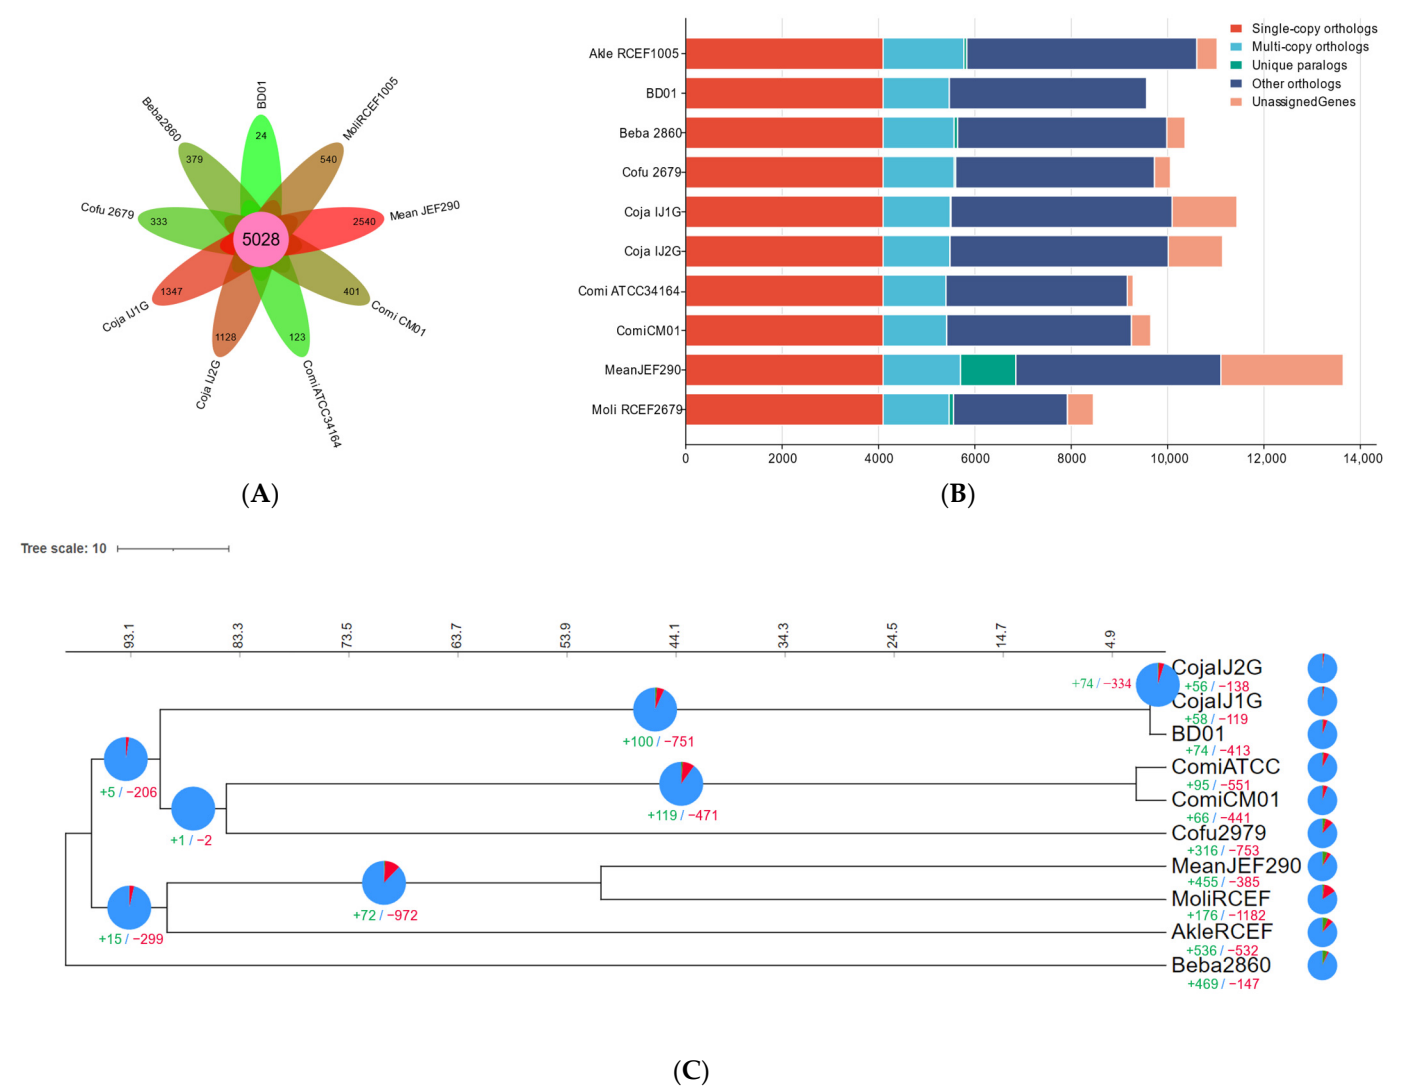 BD01
24
MoliRCEF1005
540
Mean JEF290
2540
Comi CM01
401
ComiATCC34164
123
Coja IJ2G
1128
Coja IJ1G
1347
Cofu 2679
333
Beba2860
379
5028
(A)
Single-copy orthologs
Multi-copy orthologs
Unique paralogs
Other orthologs
UnassignedGenes
Akle RCEF1005
BD01
Beba 2860
Cofu 2679
Coja IJ1G
Coja IJ2G
Comi ATCC34164
ComiCM01
MeanJEF290
Moli RCEF2679
0 2000 4000 6000 8000 10,000 12,000 14,000
(B)
Tree scale: 10
93.1 83.3 73.5 63.7 53.9 44.1 34.3 24.5 14.7 4.9
CojaIJ2G
+74 / −334
+56 / −138
CojaIJ1G
+58 / −119
BD01
+100 / −751
+74 / −413
ComiATCC
+5 / −206
+95 / −551
ComiCM01
+119 / −471
+66 / −441
Cofu2979
+1 / −2
+316 / −753
MeanJEF290
+455 / −385
MoliRCEF
+72 / −972
+176 / −1182
AkleRCEF
+15 / −299
+536 / −532
Beba2860
+469 / −147
(C)